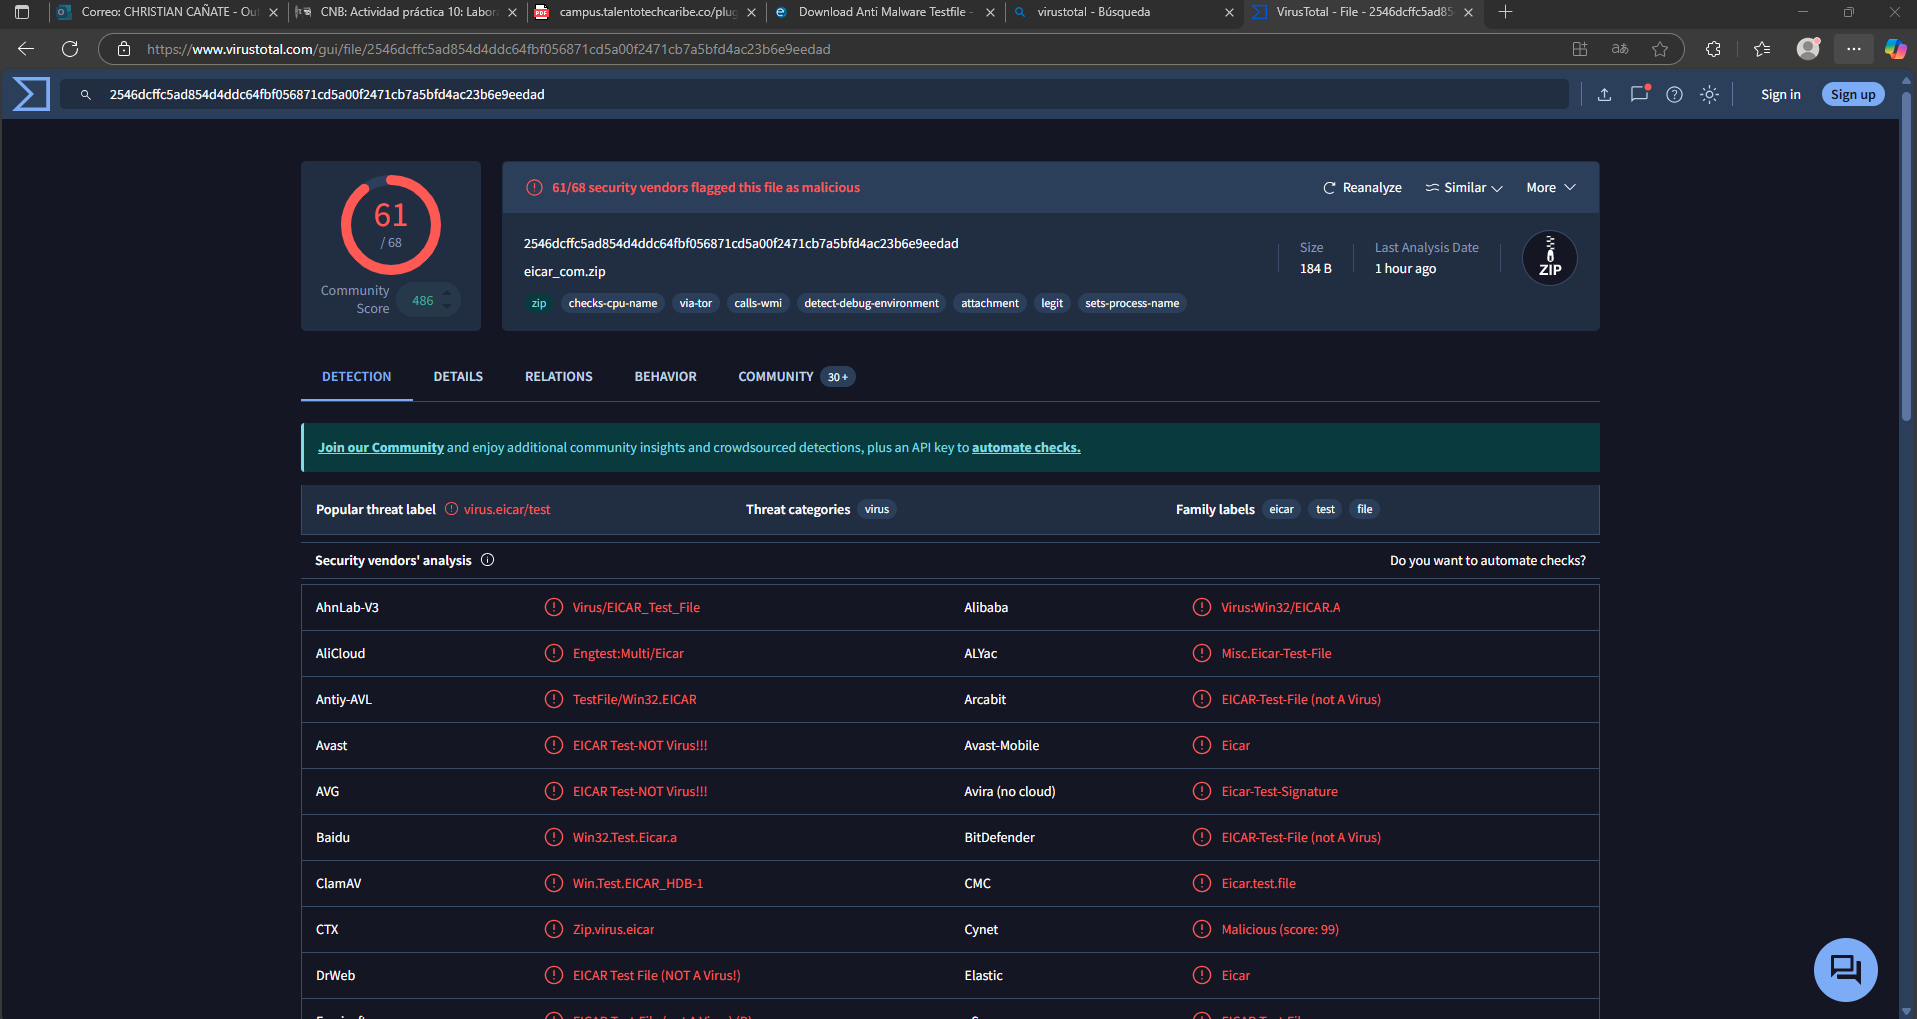 Correo: CHRISTIAN CAÑATE - Out
CNB: Actividad práctica 10: Labor
campus.talentotechcaribe.co/plug
Download Anti Malware Testfile -
virustotal - Búsqueda
VirusTotal - File - 2546dcffc5ad85
https://www.virustotal.com/gui/file/2546dcffc5ad854d4ddc64fbf056871cd5a00f2471cb7a5bfd4ac23b6e9eedad
2546dcffc5ad854d4ddc64fbf056871cd5a00f2471cb7a5bfd4ac23b6e9eedad
Sign in
Sign up
61
/ 68
Community Score
486
61/68 security vendors flagged this file as malicious
Reanalyze
Similar
More
2546dcffc5ad854d4ddc64fbf056871cd5a00f2471cb7a5bfd4ac23b6e9eedad
eicar_com.zip
Size
184 B
Last Analysis Date
1 hour ago
ZIP
zip
checks-cpu-name
via-tor
calls-wmi
detect-debug-environment
attachment
legit
sets-process-name
DETECTION
DETAILS
RELATIONS
BEHAVIOR
COMMUNITY
30 +
Join our Community and enjoy additional community insights and crowdsourced detections, plus an API key to automate checks.
Popular threat label
virus.eicar/test
Threat categories
virus
Family labels
eicar
test
file
Security vendors' analysis
Do you want to automate checks?
AhnLab-V3
Virus/EICAR_Test_File
Alibaba
Virus:Win32/EICAR.A
AliCloud
Engtest:Multi/Eicar
ALYac
Misc.Eicar-Test-File
Antiy-AVL
TestFile/Win32.EICAR
Arcabit
EICAR-Test-File (not A Virus)
Avast
EICAR Test-NOT Virus!!!
Avast-Mobile
Eicar
AVG
EICAR Test-NOT Virus!!!
Avira (no cloud)
Eicar-Test-Signature
Baidu
Win32.Test.Eicar.a
BitDefender
EICAR-Test-File (not A Virus)
ClamAV
Win.Test.EICAR_HDB-1
CMC
Eicar.test.file
CTX
Zip.virus.eicar
Cynet
Malicious (score: 99)
DrWeb
EICAR Test File (NOT A Virus!)
Elastic
Eicar